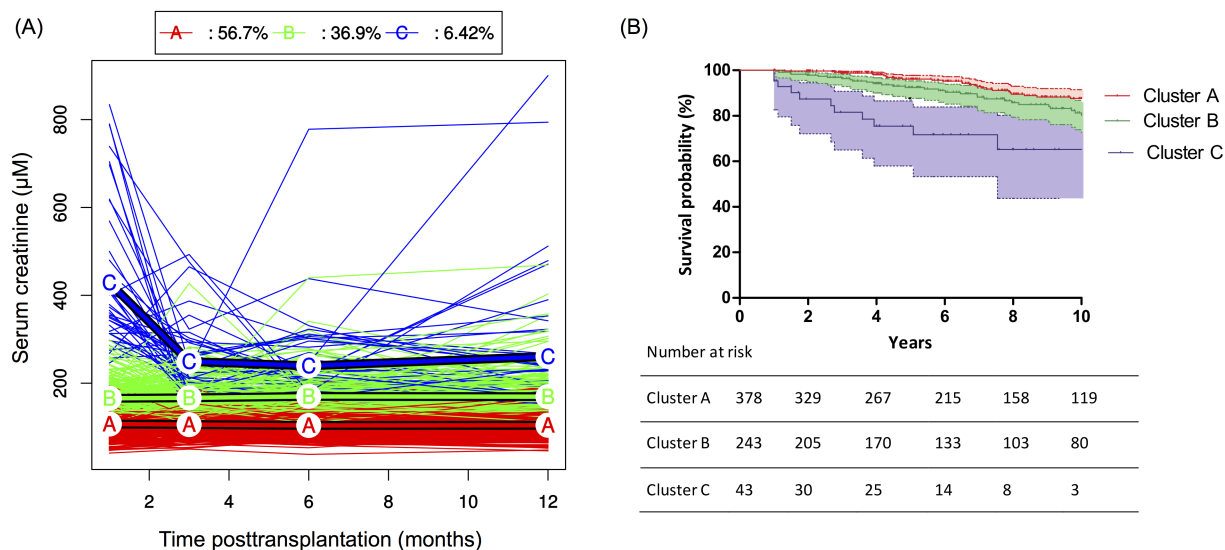 (A)
A : 56.7% B : 36.9% C : 6.42%
Serum creatinine (µM)
800
600
400
200
C C C C
B B B B
A A A A
2 4 6 8 10 12
Time posttransplantation (months)
(B)
Survival probability (%)
100
80
60
40
20
0
0 2 4 6 8 10
Years
Cluster A
Cluster B
Cluster C
Number at risk
Cluster A 378 329 267 215 158 119
Cluster B 243 205 170 133 103 80
Cluster C 43 30 25 14 8 3